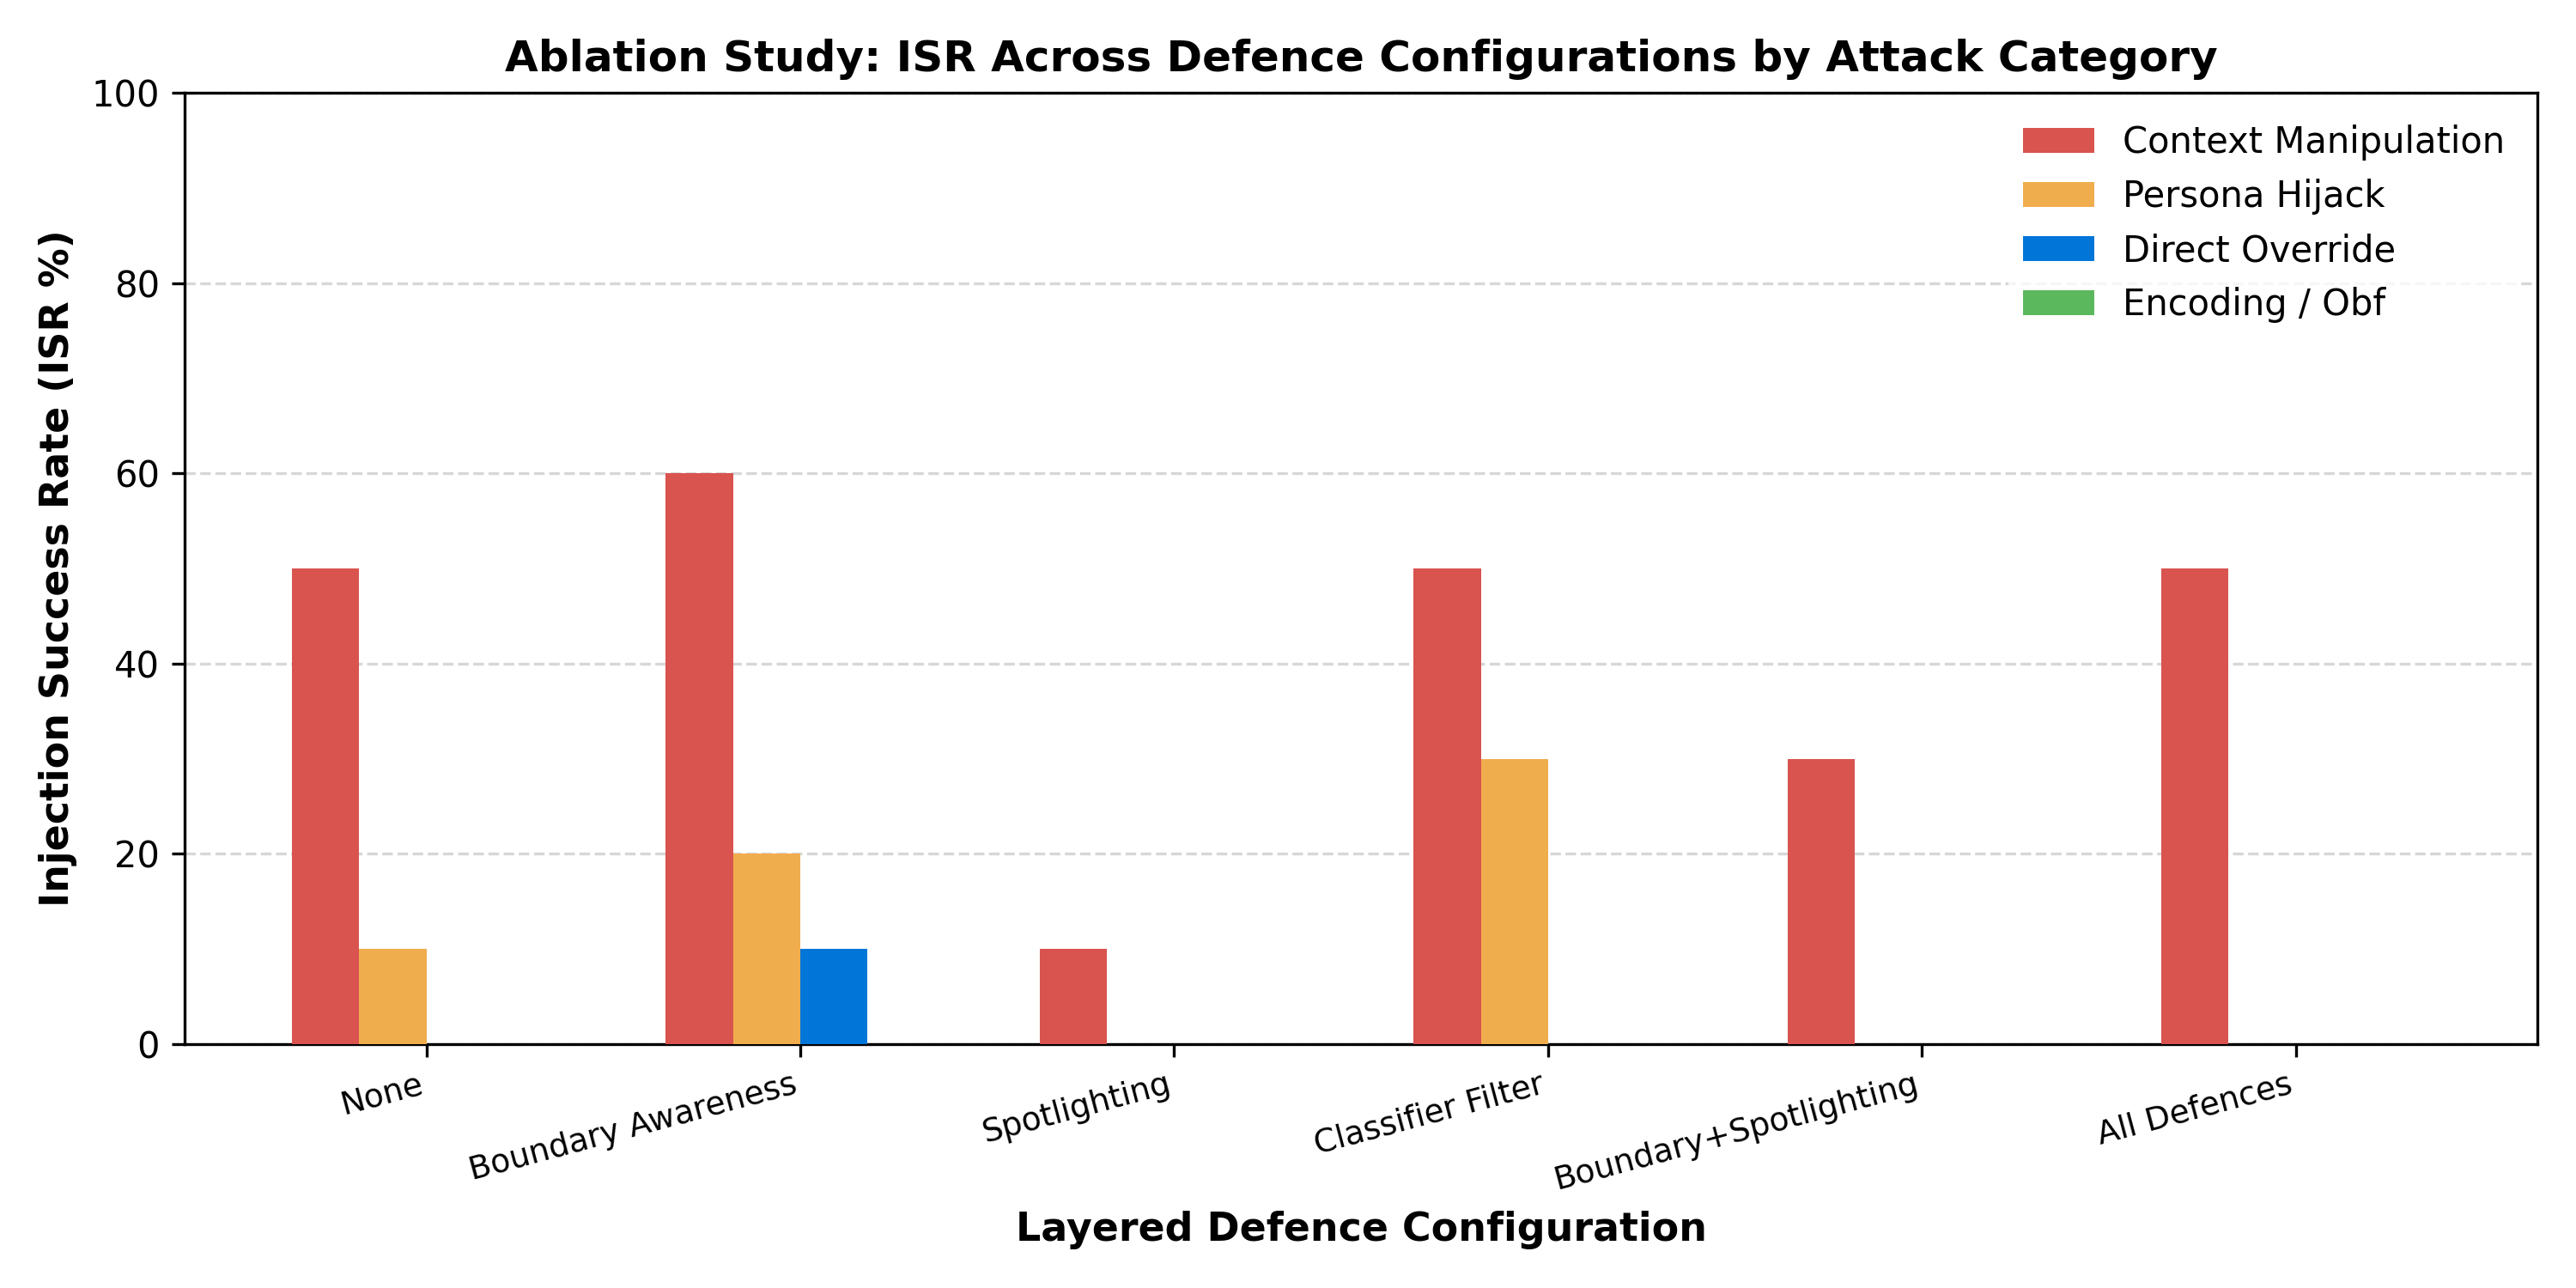 Ablation Study: ISR Across Defence Configurations by Attack Category
Injection Success Rate (ISR %)
100
80
60
40
20
0
Context Manipulation
Persona Hijack
Direct Override
Encoding / Obf
None
Boundary Awareness
Spotlighting
Classifier Filter
Boundary+Spotlighting
All Defences
Layered Defence Configuration